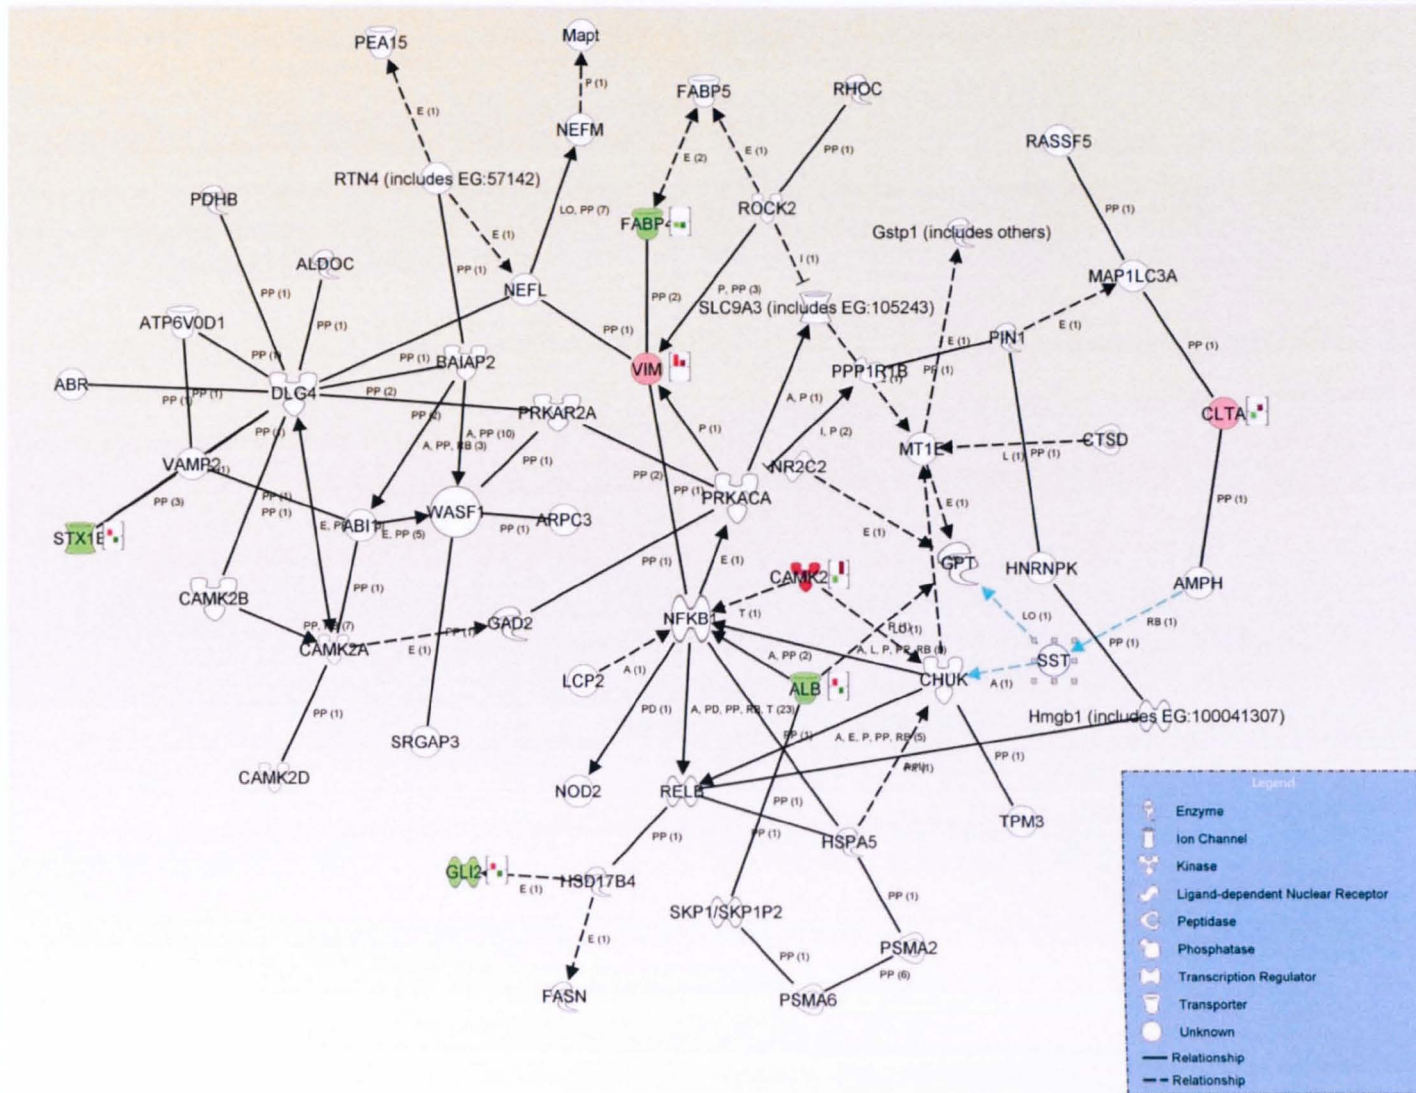 PEA15
Mapt
E (1)
P (1)
FABP5
RHOC
NEFM
RASSF5
E (2)
E (1)
PP (1)
RTN4 (includes EG:57142)
PDHB
LO, PP (7)
FABP4
ROCK2
PP (1)
Gstp1 (includes others)
E (1)
ALDOC
PP (1)
I (1)
MAP1LC3A
NEFL
P, PP (3)
PP (1)
PP (2)
SLC9A3 (includes EG:105243)
ATP6V0D1
PP (1)
PP (1)
E (1)
PIN1
E (1)
PP (1)
PP (1)
BAIAP2
VIM
PPP1R1B
PP (1)
ABR
DLG4
PP (2)
PP (1)
PP (1)
A, P (1)
PRKAR2A
CLTA
PP (2)
P (1)
I, P (2)
A, PP (10)
A, PP, RB (3)
MT1E
CTSD
L (1)
PP (1)
VAMP2
PP (1)
PP (2)
PP (1)
NR2C2
PRKACA
PP (3)
PP (1)
PP (1)
E (1)
PP (1)
WASF1
ABI1
E, PP (5)
PP (1)
ARPC3
STX1B
E (1)
PP (1)
E (1)
GPT
HNRNPK
CAMK2
AMPH
PP (1)
CAMK2B
T (1)
LO (1)
NFKB1
GAD2
RB (1)
PP (1)
CAMK2A
E (1)
A, PP (2)
SST
LCP2
A (1)
ALB
CHUK
A (1)
PP (1)
PD (1)
A, PD, PP, RB, T (23)
Hmgb1 (includes EG:100041307)
SRGAP3
PP (1)
A, E, P, PP, RB (5)
PP (1)
CAMK2D
NOD2
RELB
PP (1)
TPM3
PP (1)
PP (1)
HSPA5
GLI2
E (1)
HSD17B4
PP (1)
SKP1/SKP1P2
E (1)
PSMA2
PP (1)
PP (6)
FASN
PSMA6
Legend
Enzyme
Ion Channel
Kinase
Ligand-dependent Nuclear Receptor
Peptidase
Phosphatase
Transcription Regulator
Transporter
Unknown
Relationship
Relationship